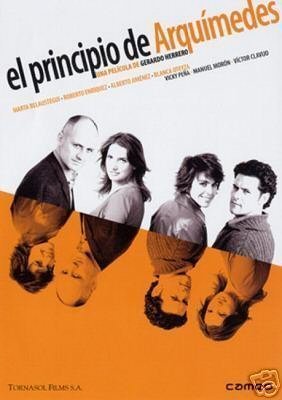 el principio de Arquímedes
UNA PELÍCULA DE GERARDO HERRERO
MARTA BELAUSTEGUI · ROBERTO ENRIQUEZ · ALBERTO JIMÉNEZ · BLANCA OTEYZA
VICKY PEÑA · MANUEL MORÓN · VÍCTOR CLAVIJO
TORNASOL FILMS S.A.
cameo